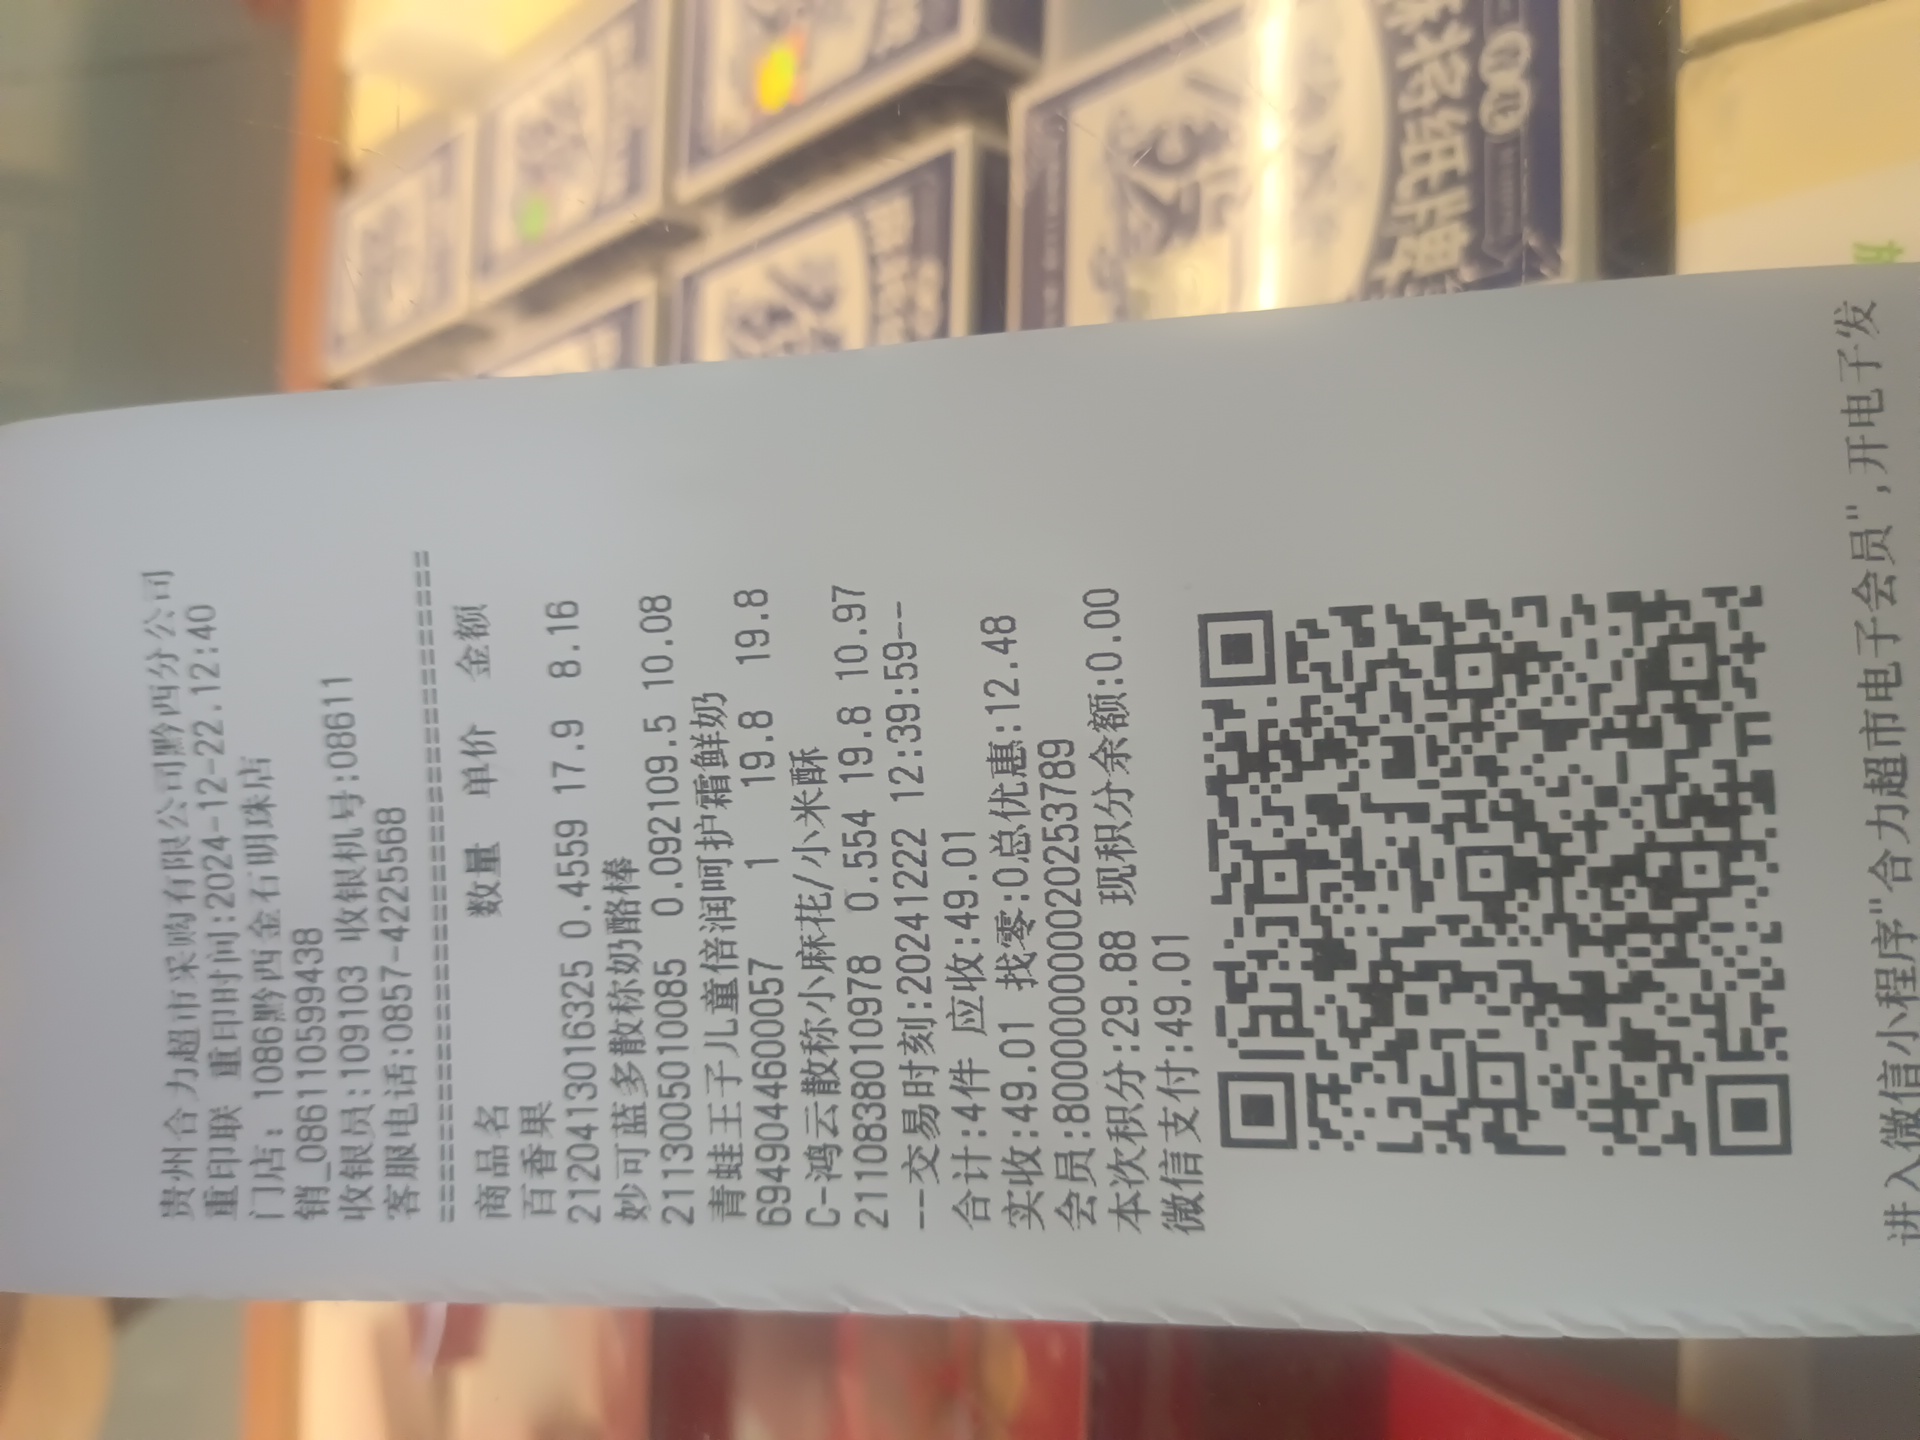 贵州合力超市采购有限公司黔西分公司
重印联 重印时间:2024-12-22.12:40
门店: 1086黔西金石明珠店
销_0861105994​38
收银员:109103 收银机号:08611
客服电话:0857-4225568
================================
商品名 数量 单价 金额
百香果
2120413016325 0.4559 17.9 8.16
妙可蓝多散称奶酪棒
2113005010085 0.092109.5 10.08
青蛙王子儿童倍润呵护霜鲜奶
6949044600057 1 19.8 19.8
C-鸿云散称小麻花/小米酥
2110838010978 0.554 19.8 10.97
--交易时刻:20241222 12:39:59--
合计:4件 应收:49.01
实收:49.01 找零:0总优惠:12.48
会员:8000000000020253789
本次积分:29.88 现积分余额:0.00
微信支付:49.01
进入微信小程序"合力超市电子会员",开电子发